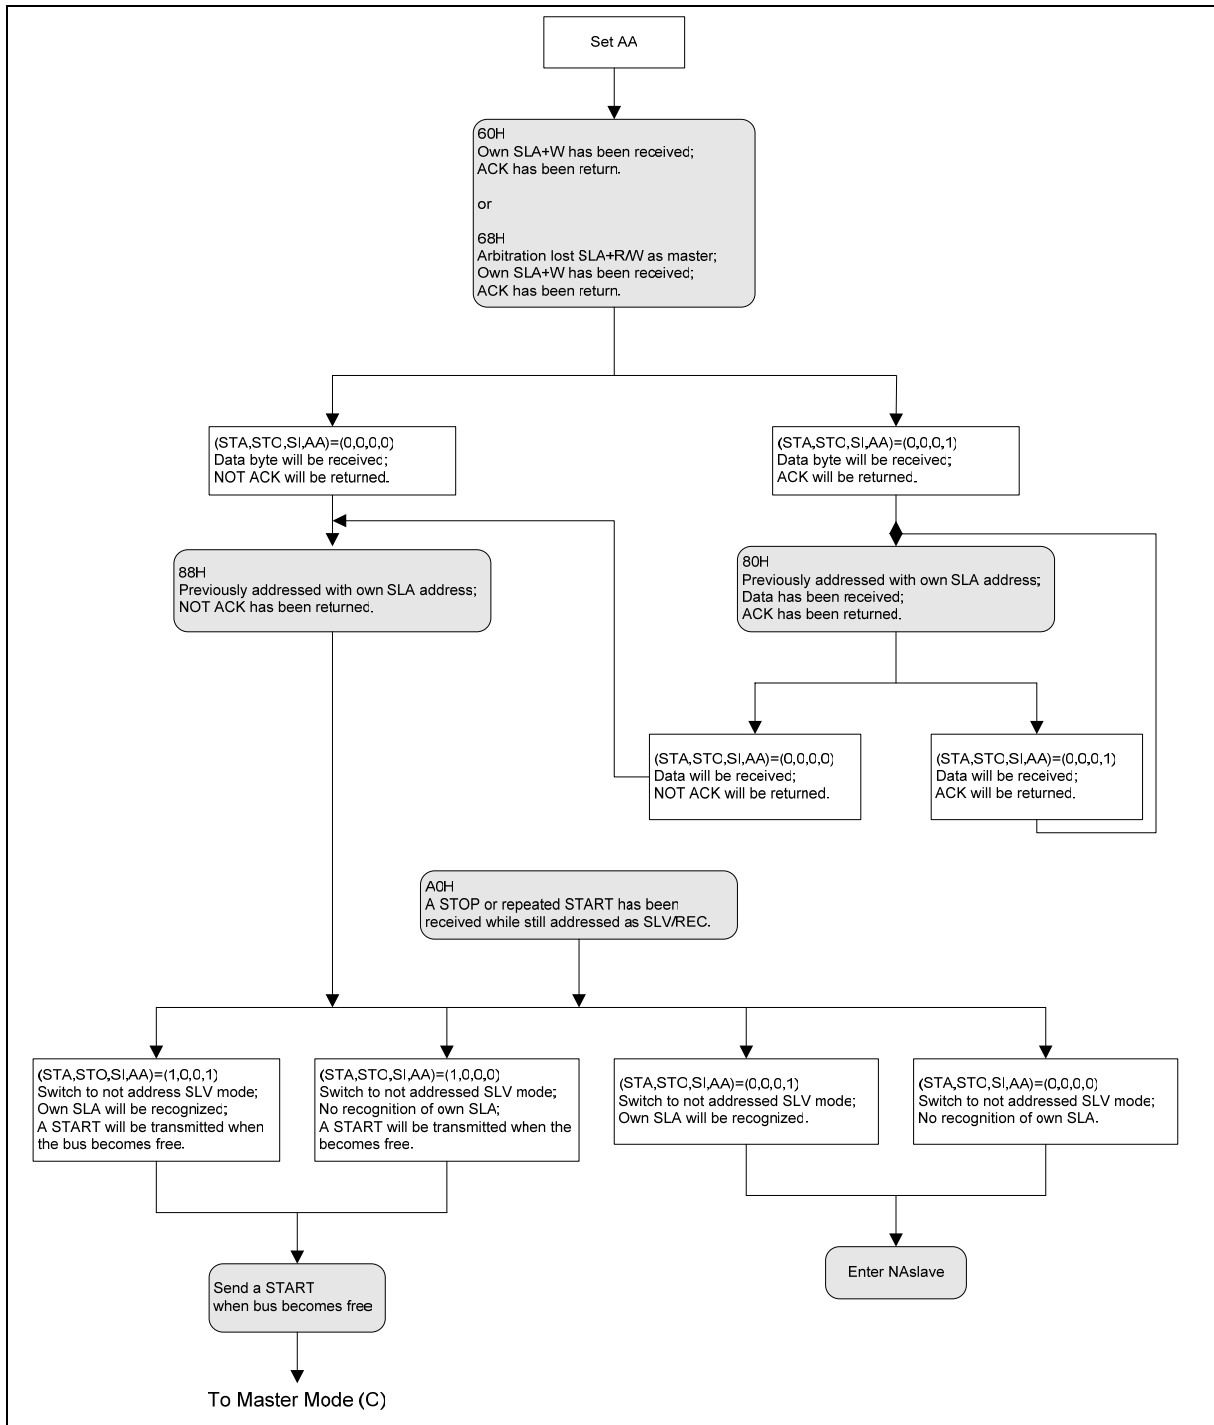 Set AA
60H
Own SLA+W has been received;
ACK has been return.
or
68H
Arbitration lost SLA+R/W as master;
Own SLA+W has been received;
ACK has been return.
(STA,STO,SI,AA)=(0,0,0,0)
Data byte will be received;
NOT ACK will be returned.
(STA,STO,SI,AA)=(0,0,0,1)
Data byte will be received;
ACK will be returned.
88H
Previously addressed with own SLA address;
NOT ACK has been returned.
80H
Previously addressed with own SLA address;
Data has been received;
ACK has been returned.
(STA,STO,SI,AA)=(0,0,0,0)
Data will be received;
NOT ACK will be returned.
(STA,STO,SI,AA)=(0,0,0,1)
Data will be received;
ACK will be returned.
A0H
A STOP or repeated START has been
received while still addressed as SLV/REC.
(STA,STO,SI,AA)=(1,0,0,1)
Switch to not address SLV mode;
Own SLA will be recognized;
A START will be transmitted when
the bus becomes free.
(STA,STO,SI,AA)=(1,0,0,0)
Switch to not addressed SLV mode;
No recognition of own SLA;
A START will be transmitted when the
becomes free.
(STA,STO,SI,AA)=(0,0,0,1)
Switch to not addressed SLV mode;
Own SLA will be recognized.
(STA,STO,SI,AA)=(0,0,0,0)
Switch to not addressed SLV mode;
No recognition of own SLA.
Send a START
when bus becomes free
Enter NAslave
To Master Mode (C)